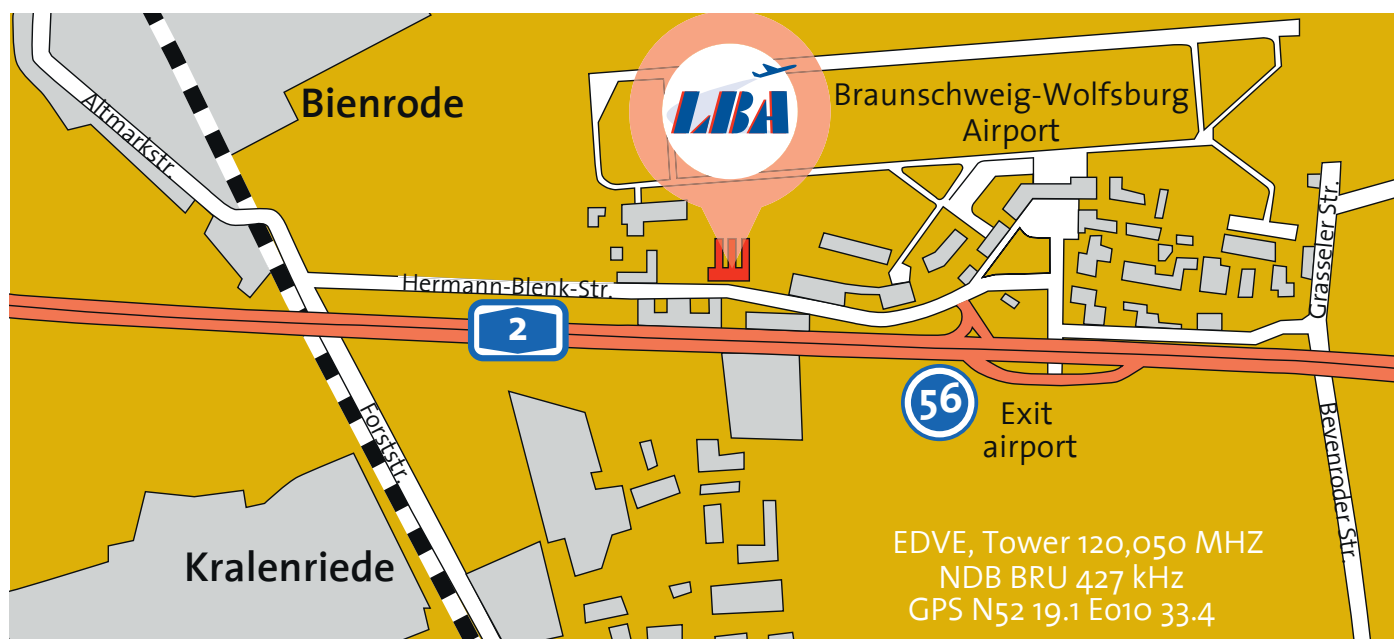 Bienrode
LBA
Braunschweig-Wolfsburg
Airport
Altmarkstr.
Grasseler Str.
Hermann-Blenk-Str.
2
56
Exit
airport
Forststr.
Bevenroder Str.
Kralenriede
EDVE, Tower 120,050 MHZ
NDB BRU 427 kHz
GPS N52 19.1 E010 33.4